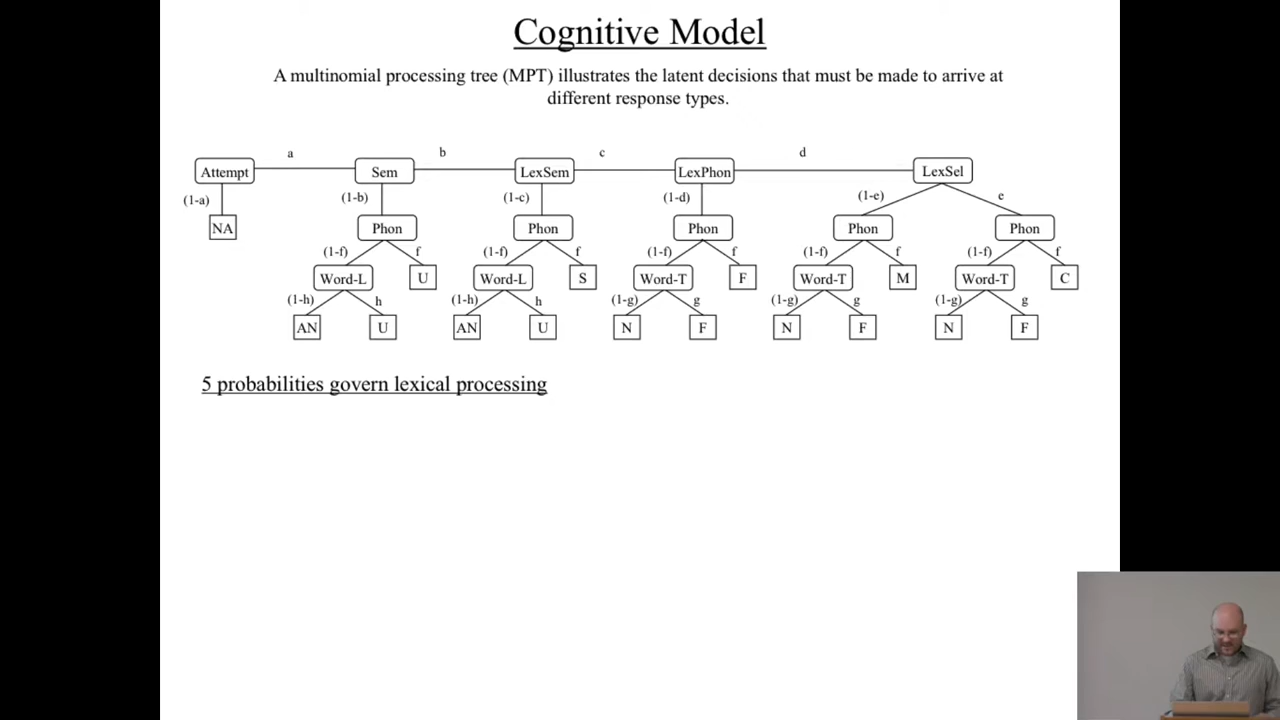 Cognitive Model
A multinomial processing tree (MPT) illustrates the latent decisions that must be made to arrive at
different response types.
a b c d
Attempt Sem LexSem LexPhon LexSel
(1-a) (1-b) (1-c) (1-d) (1-e) e
NA Phon Phon Phon Phon Phon
(1-f) f (1-f) f (1-f) f (1-f) f (1-f) f
Word-L U Word-L S Word-T F Word-T M Word-T C
(1-h) h (1-h) h (1-g) g (1-g) g (1-g) g
AN U AN U N F N F N F
5 probabilities govern lexical processing